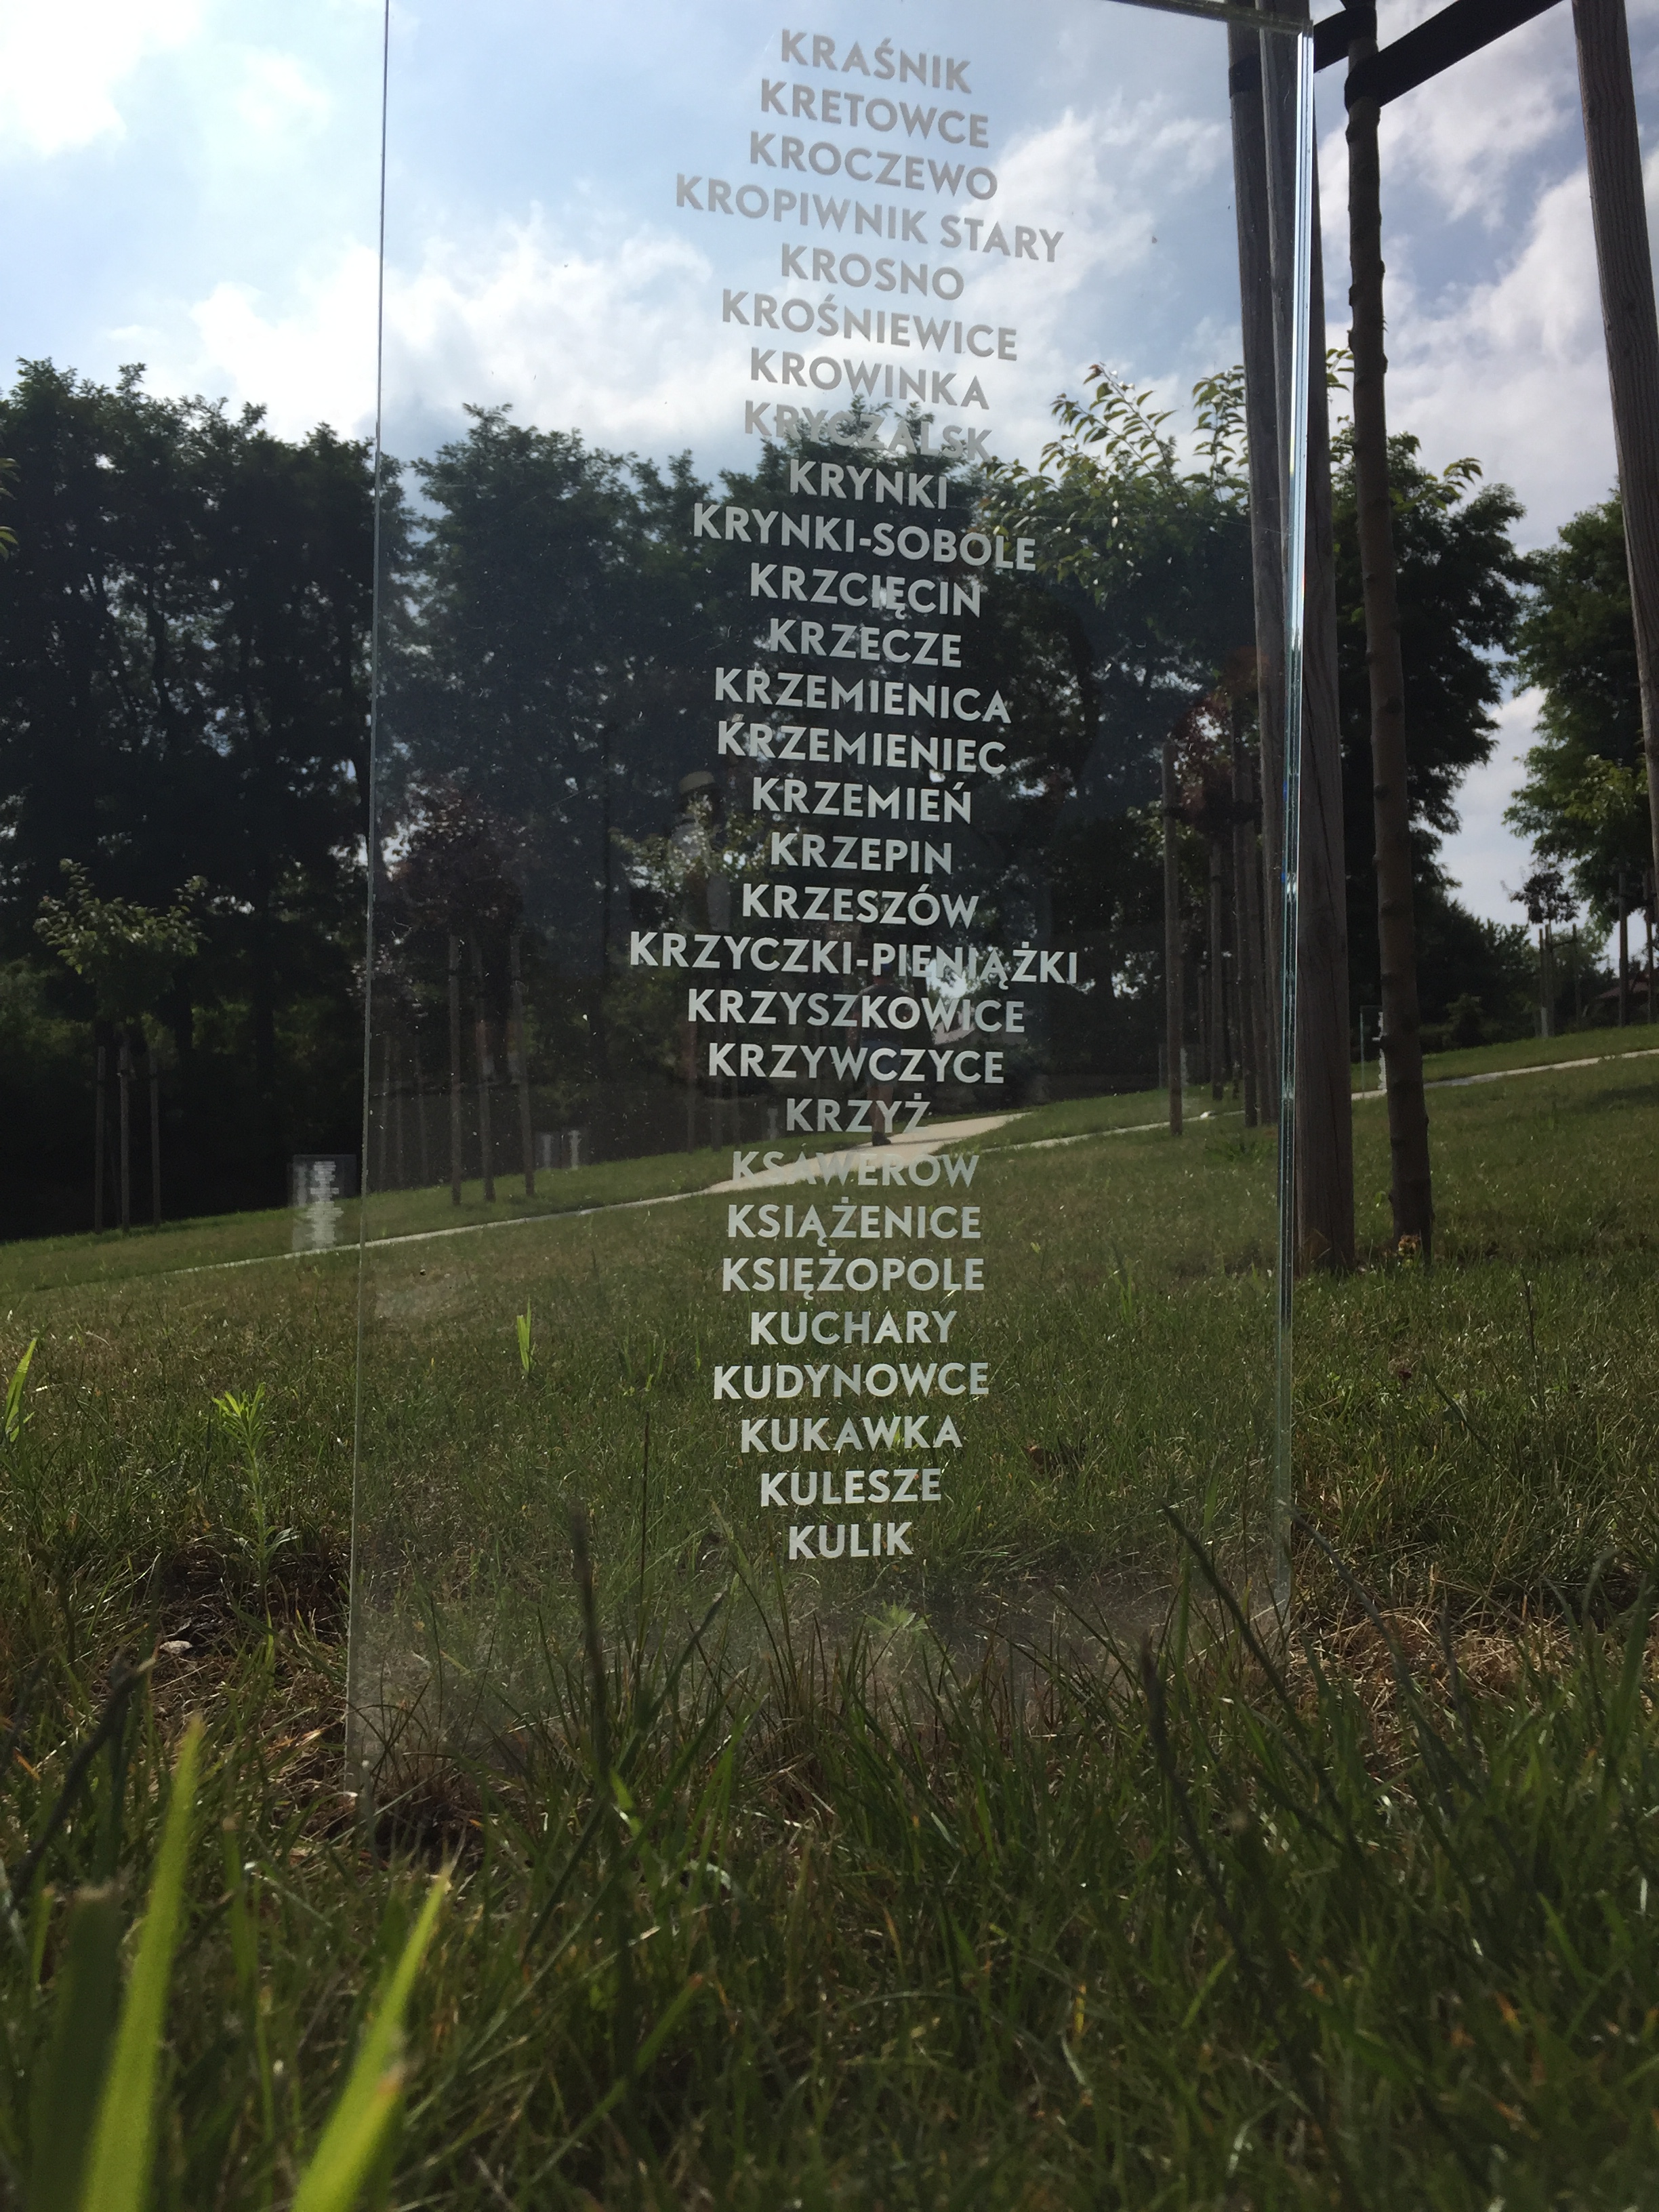 KRAŚNIK
KRETOWCE
KROCZEWO
KROPIWNIK STARY
KROSNO
KROŚNIEWICE
KROWINKA
KRYCZALSK
KRYNKI
KRYNKI-SOBOLE
KRZCIĘCIN
KRZECZE
KRZEMIENICA
KRZEMIENIEC
KRZEMIEŃ
KRZEPIN
KRZESZÓW
KRZYCZKI-PIENIĄŻKI
KRZYSZKOWICE
KRZYWCZYCE
KRZYŻ
KSAWERÓW
KSIĄŻENICE
KSIĘŻOPOLE
KUCHARY
KUDYNOWCE
KUKAWKA
KULESZE
KULIK